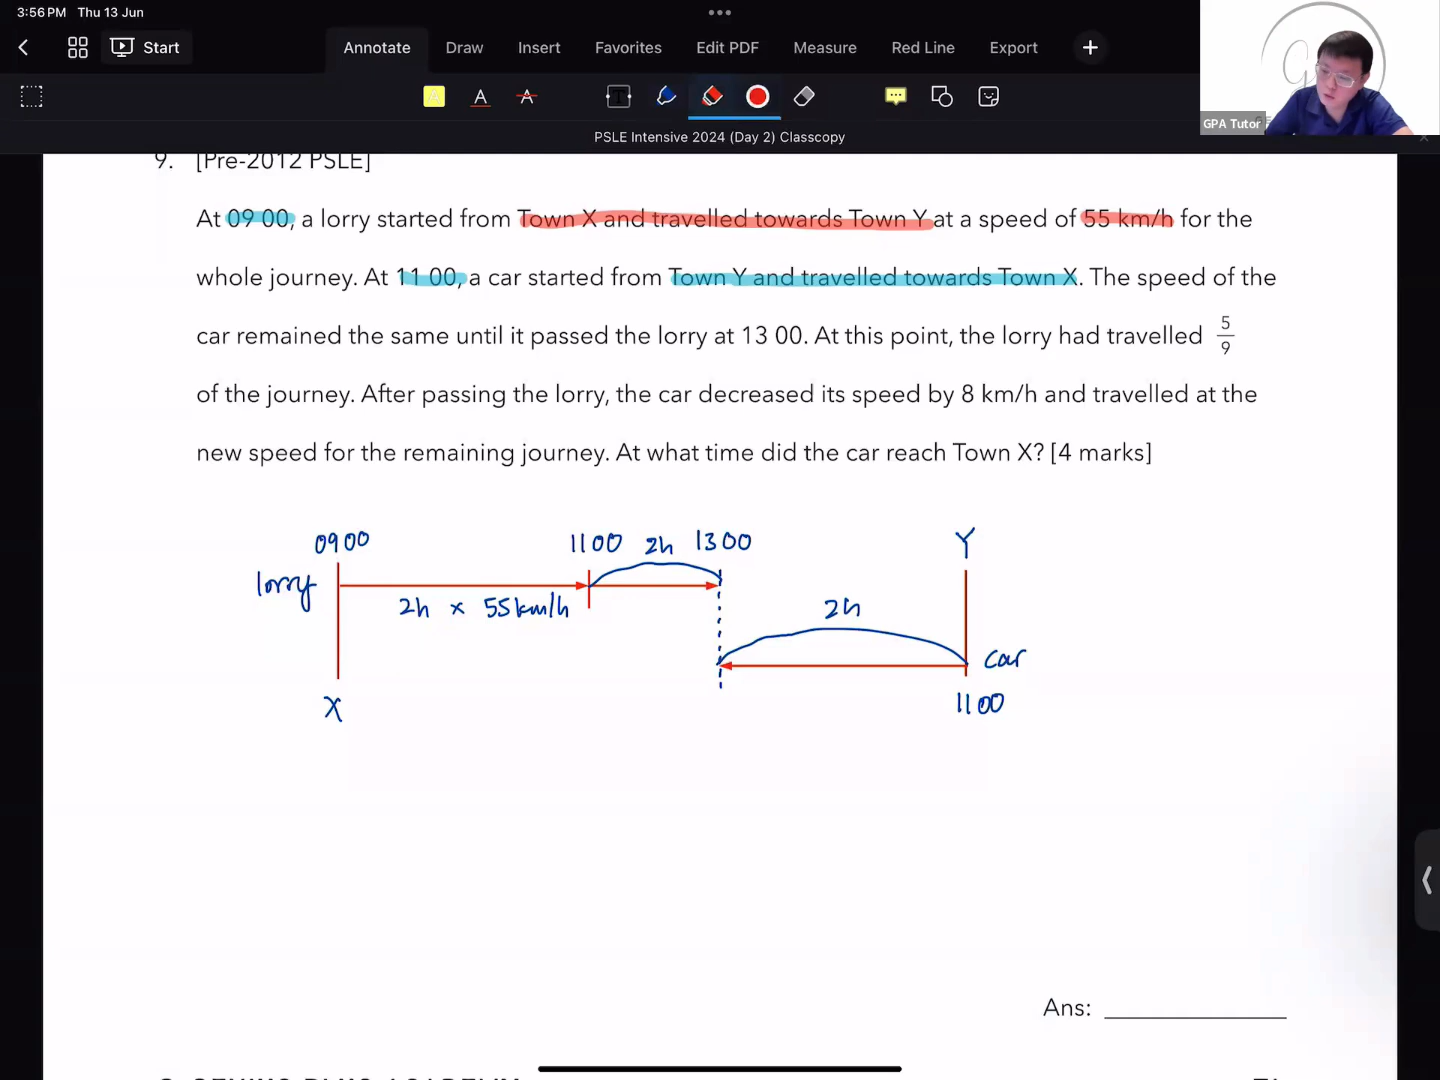 3:56 PM Thu 13 Jun
Start
Annotate
Draw
Insert
Favorites
Edit PDF
Measure
Red Line
Export
GPA Tutor
PSLE Intensive 2024 (Day 2) Classcopy
9. [Pre-2012 PSLE]
At 09 00, a lorry started from Town X and travelled towards Town Y at a speed of 55 km/h for the
whole journey. At 11 00, a car started from Town Y and travelled towards Town X. The speed of the
car remained the same until it passed the lorry at 13 00. At this point, the lorry had travelled 5/9
of the journey. After passing the lorry, the car decreased its speed by 8 km/h and travelled at the
new speed for the remaining journey. At what time did the car reach Town X? [4 marks]
0900 1100 2h 1300 Y
lorry
2h × 55km/h
2h
car
X
1100
Ans: